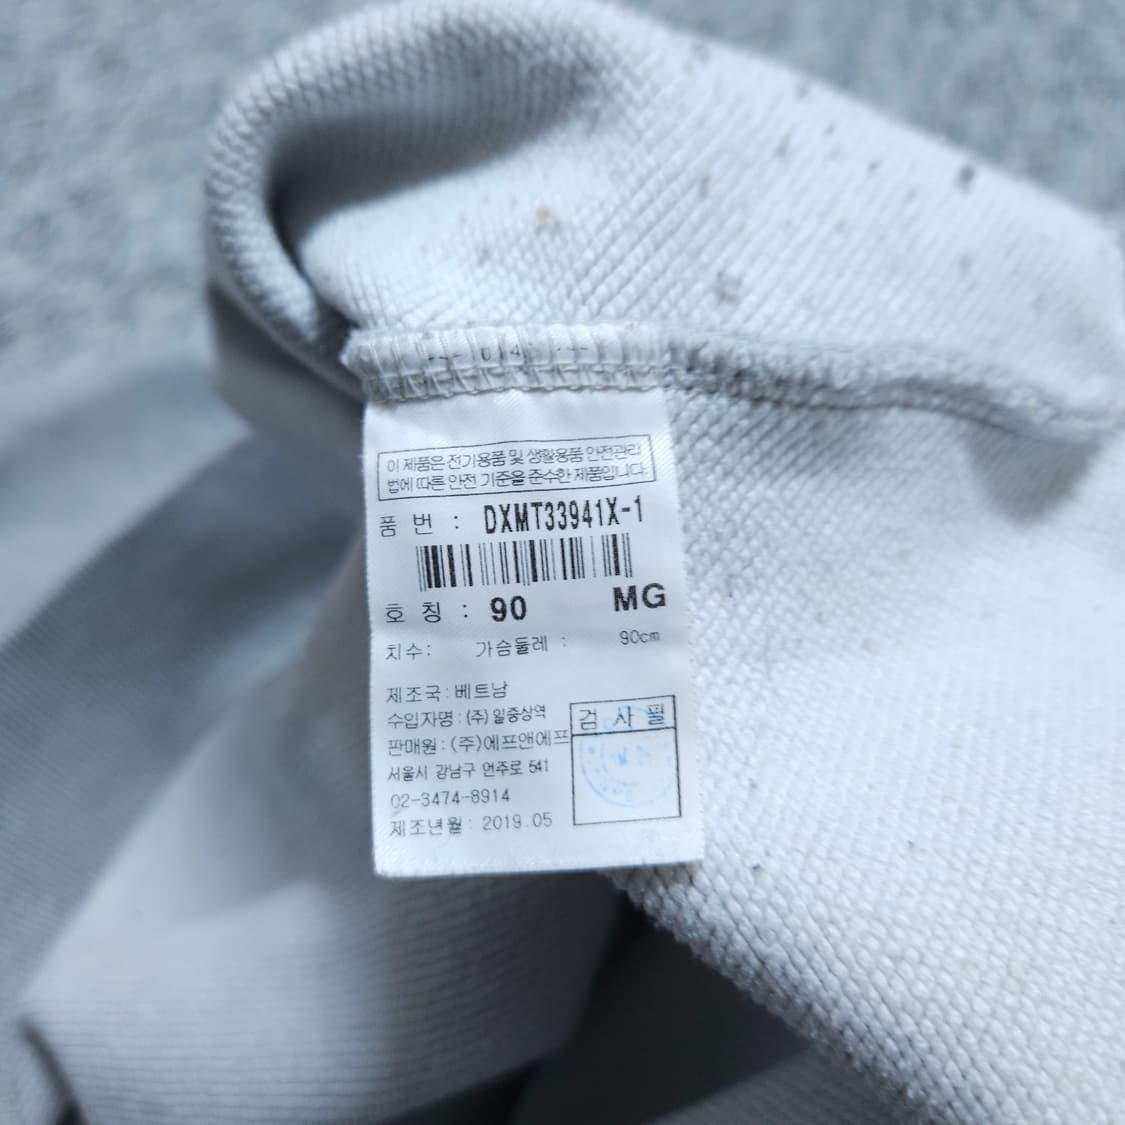 이 제품은 전기용품 및 생활용품 안전관리
법에 따른 안전 기준을 준수한 제품입니다.
품 번 : DXMT33941X-1
호 칭 : 90 MG
치수: 가슴둘레 : 90cm
제조국 : 베트남
수입자명 : (주) 일중상역
판매원 : (주)에프앤에프
서울시 강남구 언주로 541
02-3474-8914
제조년월 : 2019.05
검 사 필